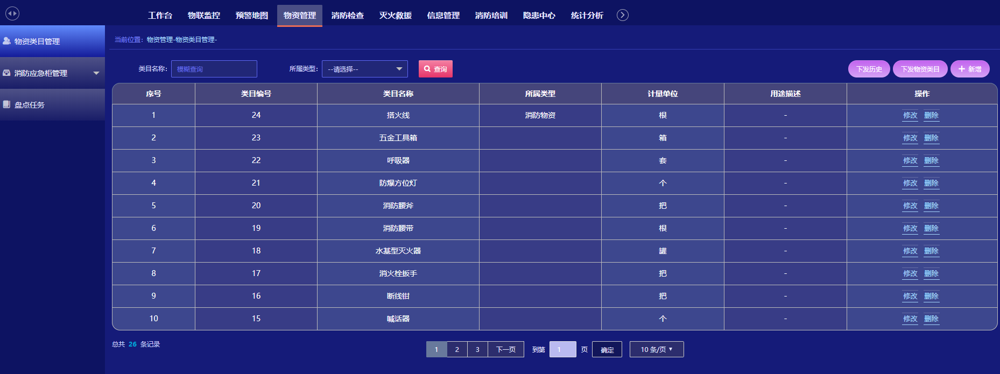 工作台 物联监控 预警地图 物资管理 消防检查 灭火救援 信息管理 消防培训 隐患中心 统计分析
物资类目管理
消防应急柜管理
盘点任务
当前位置：物资管理-物资类目管理-
类目名称： 模糊查询 所属类型： --请选择-- 查询 下发历史 下发物资类目 新增
序号 类目编号 类目名称 所属类型 计量单位 用途描述 操作
1 24 搭火线 消防物资 根 - 修改 删除
2 23 五金工具箱 箱 - 修改 删除
3 22 呼吸器 套 - 修改 删除
4 21 防爆方位灯 个 - 修改 删除
5 20 消防腰斧 把 - 修改 删除
6 19 消防腰带 根 - 修改 删除
7 18 水基型灭火器 罐 - 修改 删除
8 17 消火栓扳手 把 - 修改 删除
9 16 断线钳 把 - 修改 删除
10 15 喊话器 个 - 修改 删除
总共 26 条记录 1 2 3 下一页 到第 1 页 确定 10 条/页